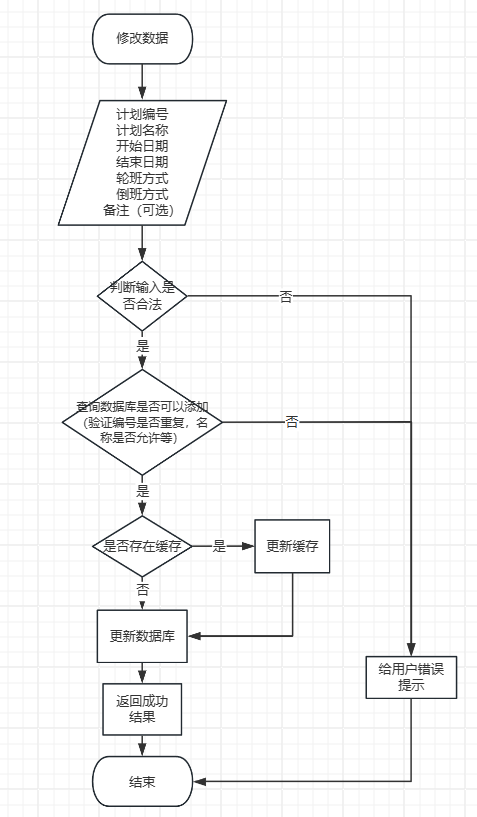 修改数据
计划编号
计划名称
开始日期
结束日期
轮班方式
倒班方式
备注（可选）
判断输入是
否合法
否
是
查询数据库是否可以添加
（验证编号是否重复，名
称是否允许等）
否
是
是否存在缓存
是
更新缓存
否
更新数据库
给用户错误
提示
返回成功
结果
结束